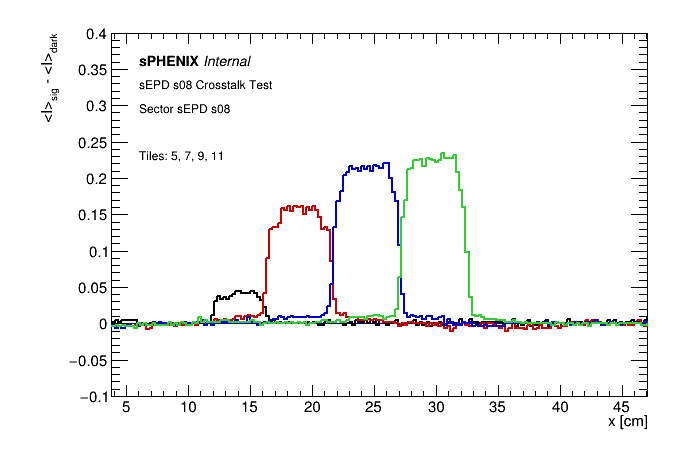 <I>sig - <I>dark
0.4
0.35
0.3
0.25
0.2
0.15
0.1
0.05
0
−0.05
−0.1
sPHENIX Internal
sEPD s08 Crosstalk Test
Sector sEPD s08
Tiles: 5, 7, 9, 11
5 10 15 20 25 30 35 40 45
x [cm]